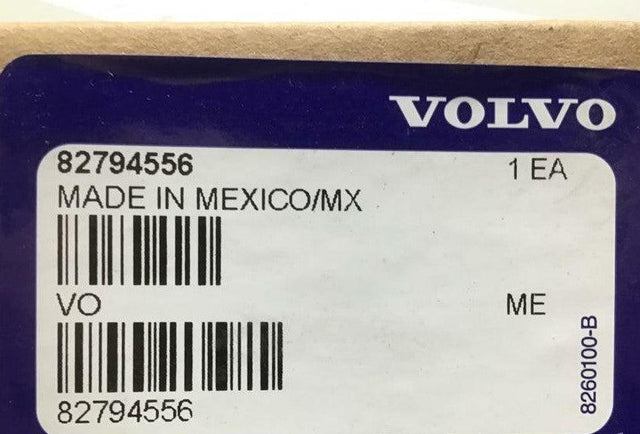 VOLVO
82794556
1 EA
MADE IN MEXICO/MX
VO
ME
82794556
8260100-B